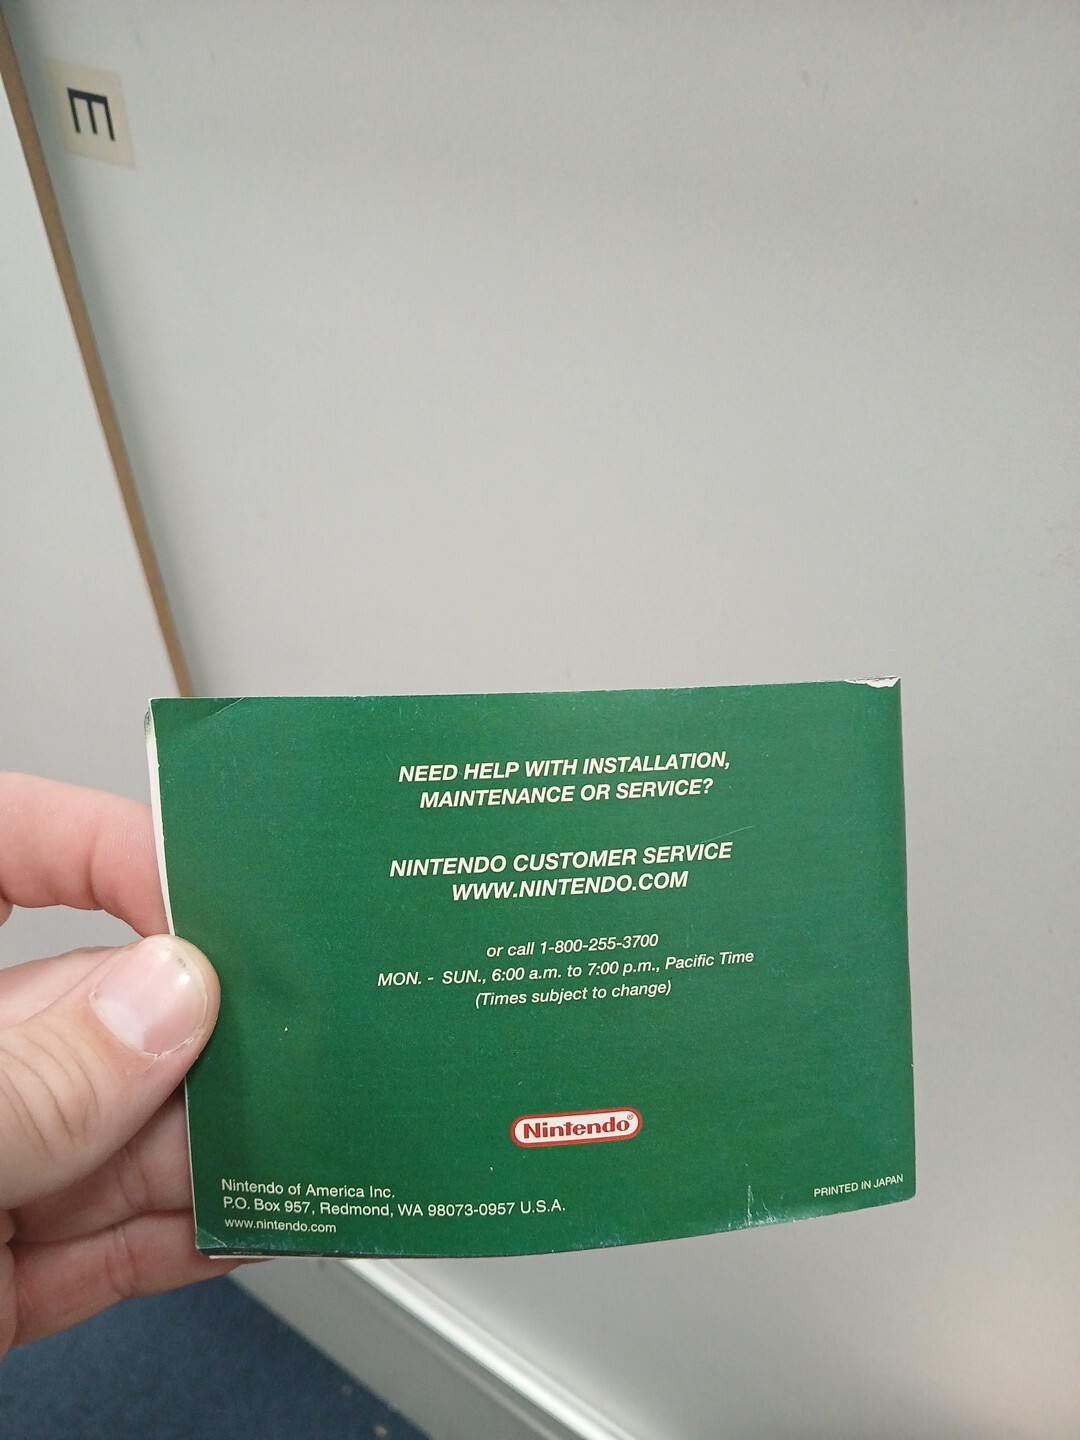 E
NEED HELP WITH INSTALLATION,
MAINTENANCE OR SERVICE?
NINTENDO CUSTOMER SERVICE
WWW.NINTENDO.COM
or call 1-800-255-3700
MON. - SUN., 6:00 a.m. to 7:00 p.m., Pacific Time
(Times subject to change)
Nintendo®
Nintendo of America Inc.
P.O. Box 957, Redmond, WA 98073-0957 U.S.A.
www.nintendo.com
PRINTED IN JAPAN